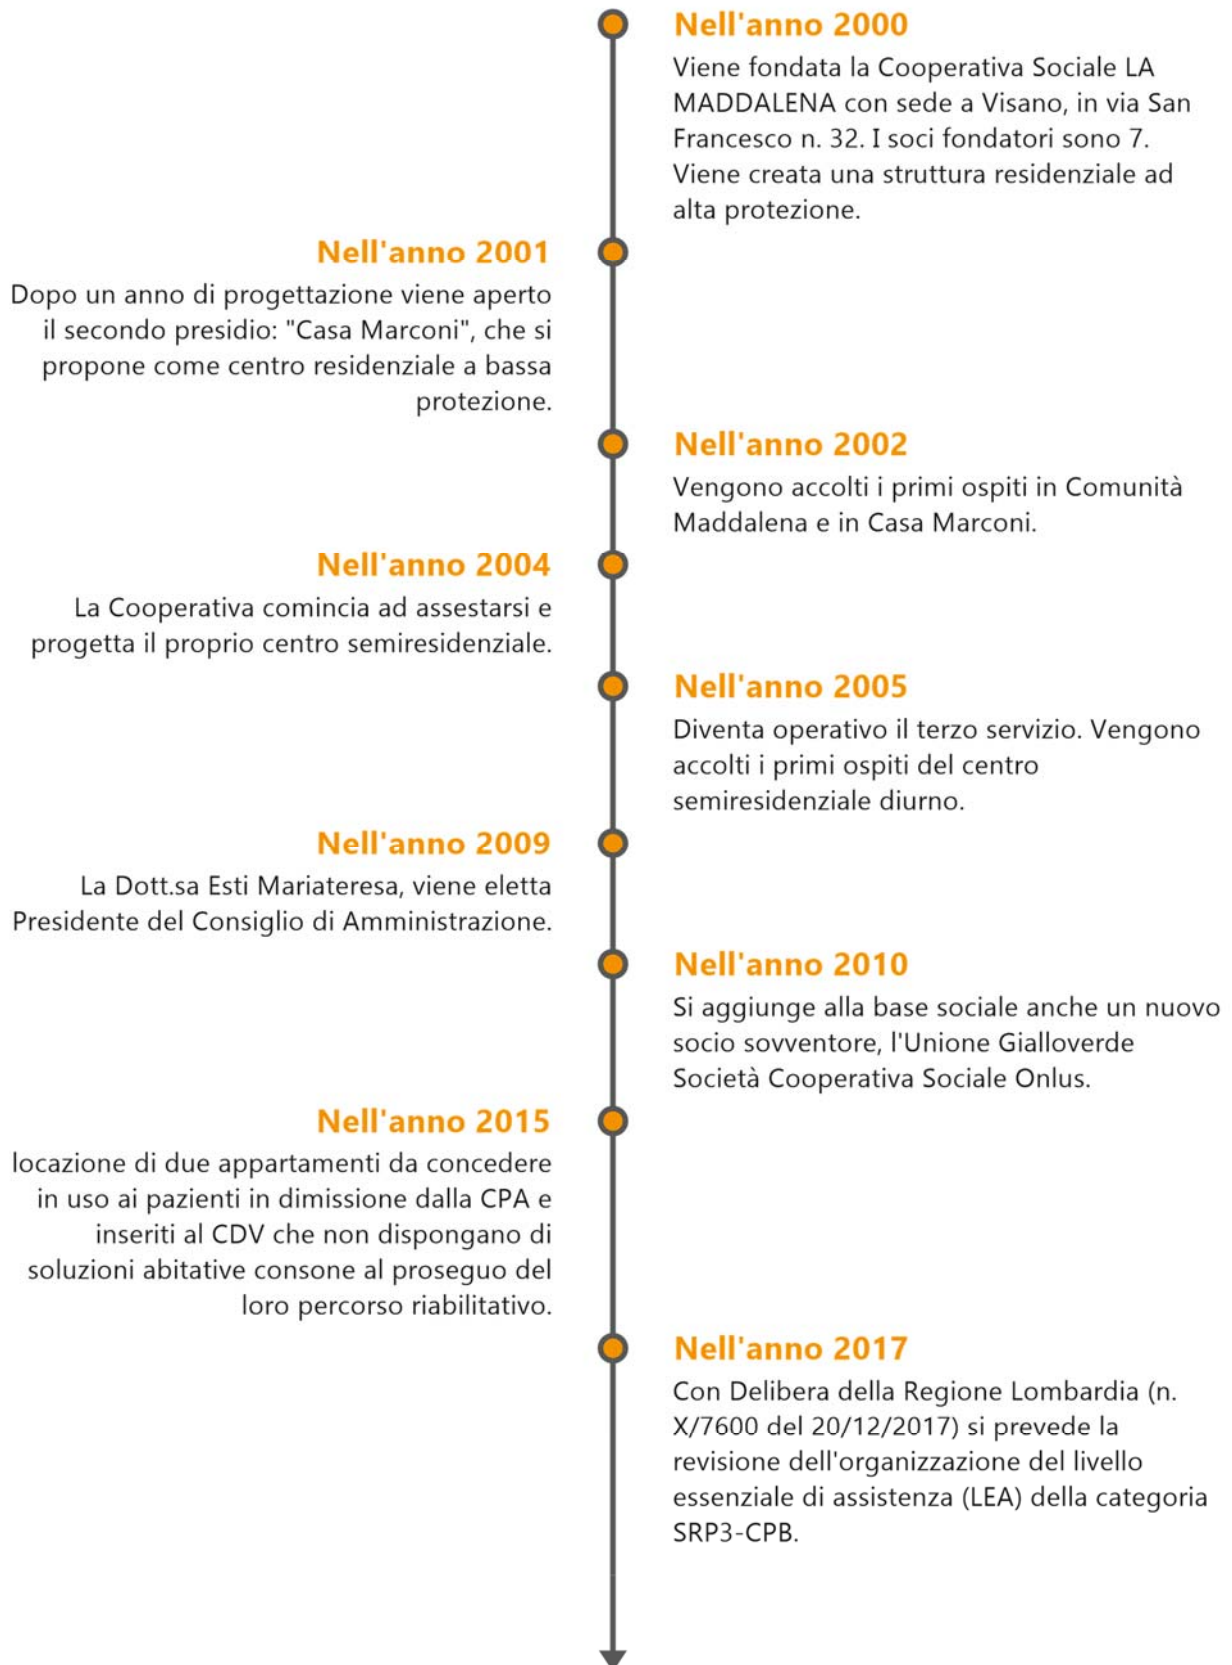 Nell'anno 2000
Viene fondata la Cooperativa Sociale LA
MADDALENA con sede a Visano, in via San
Francesco n. 32. I soci fondatori sono 7.
Viene creata una struttura residenziale ad
alta protezione.
Nell'anno 2001
Dopo un anno di progettazione viene aperto
il secondo presidio: "Casa Marconi", che si
propone come centro residenziale a bassa
protezione.
Nell'anno 2002
Vengono accolti i primi ospiti in Comunità
Maddalena e in Casa Marconi.
Nell'anno 2004
La Cooperativa comincia ad assestarsi e
progetta il proprio centro semiresidenziale.
Nell'anno 2005
Diventa operativo il terzo servizio. Vengono
accolti i primi ospiti del centro
semiresidenziale diurno.
Nell'anno 2009
La Dott.sa Esti Mariateresa, viene eletta
Presidente del Consiglio di Amministrazione.
Nell'anno 2010
Si aggiunge alla base sociale anche un nuovo
socio sovventore, l'Unione Gialloverde
Società Cooperativa Sociale Onlus.
Nell'anno 2015
locazione di due appartamenti da concedere
in uso ai pazienti in dimissione dalla CPA e
inseriti al CDV che non dispongano di
soluzioni abitative consone al proseguo del
loro percorso riabilitativo.
Nell'anno 2017
Con Delibera della Regione Lombardia (n.
X/7600 del 20/12/2017) si prevede la
revisione dell'organizzazione del livello
essenziale di assistenza (LEA) della categoria
SRP3-CPB.